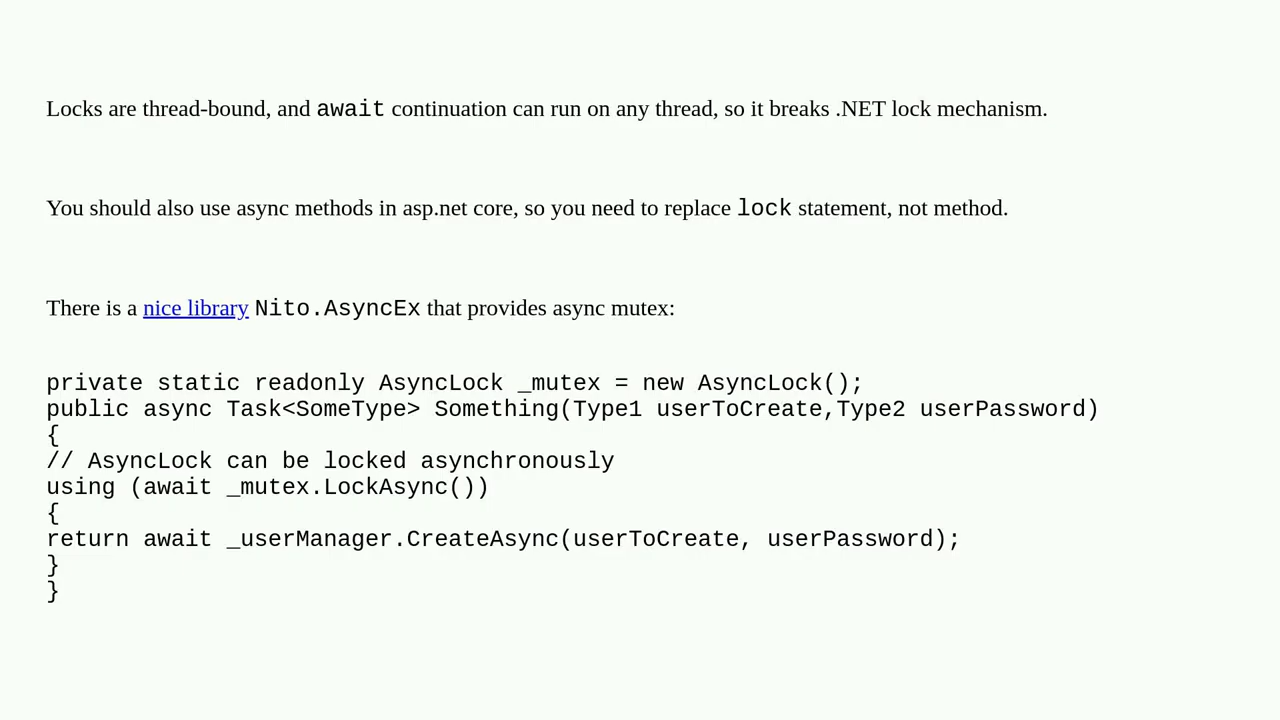 Locks are thread-bound, and await continuation can run on any thread, so it breaks .NET lock mechanism.
You should also use async methods in asp.net core, so you need to replace lock statement, not method.
There is a nice library Nito.AsyncEx that provides async mutex:
private static readonly AsyncLock _mutex = new AsyncLock();
public async Task<SomeType> Something(Type1 userToCreate,Type2 userPassword)
{
// AsyncLock can be locked asynchronously
using (await _mutex.LockAsync())
{
return await _userManager.CreateAsync(userToCreate, userPassword);
}
}